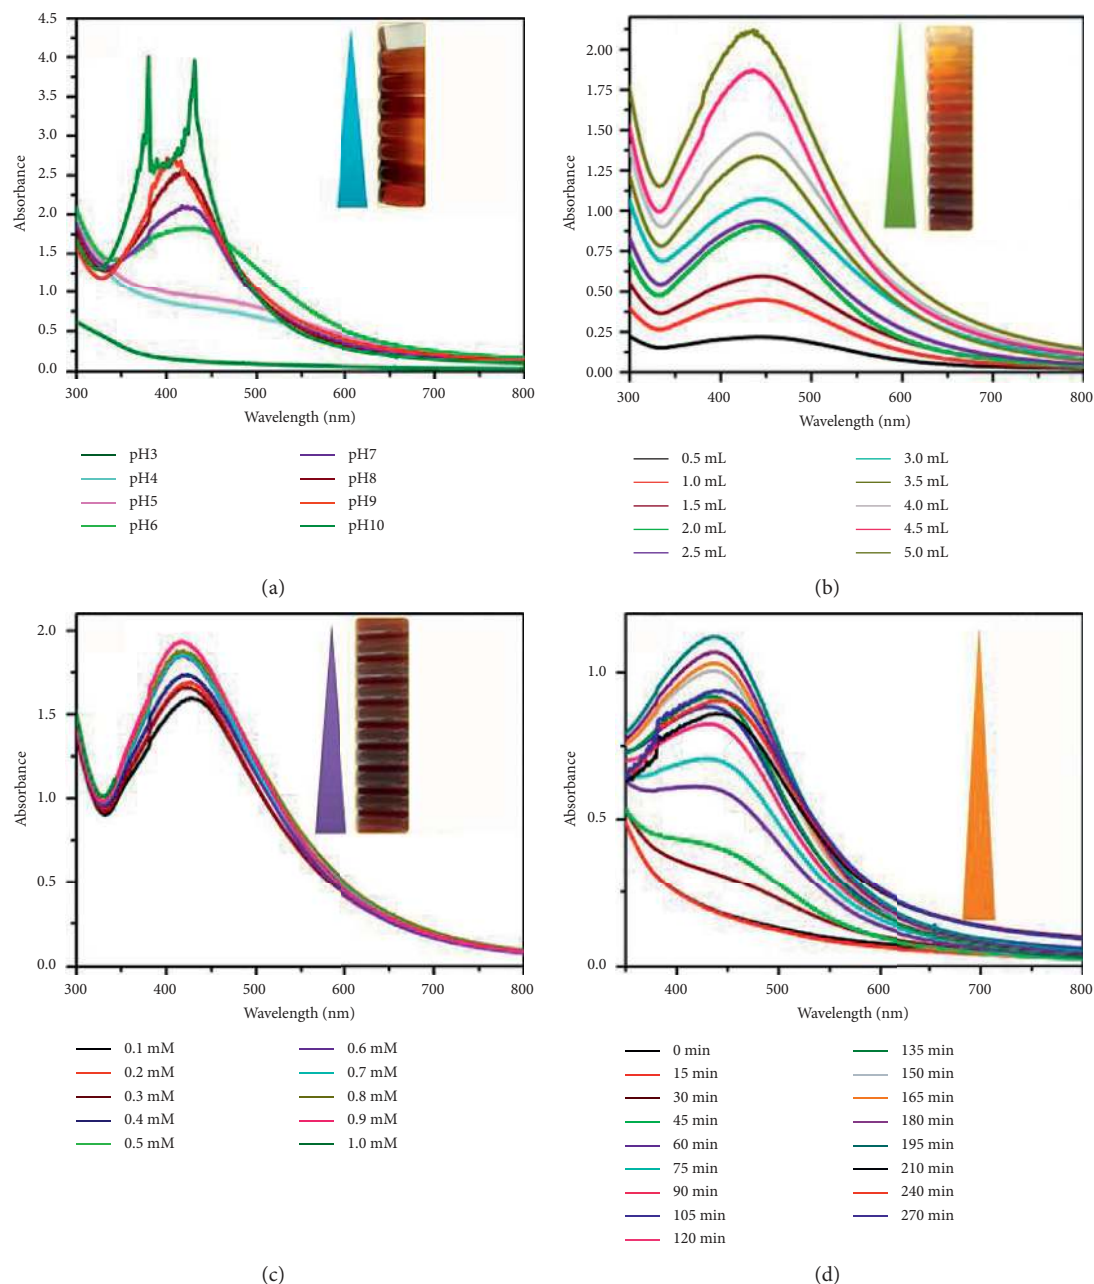 4.5
4.0
3.5
3.0
2.5
2.0
1.5
1.0
0.5
0.0
Absorbance
300 400 500 600 700 800
Wavelength (nm)
pH3 pH7
pH4 pH8
pH5 pH9
pH6 pH10
(a)
2.00
1.75
1.50
1.25
1.00
0.75
0.50
0.25
0.00
Absorbance
300 400 500 600 700 800
Wavelength (nm)
0.5 mL 3.0 mL
1.0 mL 3.5 mL
1.5 mL 4.0 mL
2.0 mL 4.5 mL
2.5 mL 5.0 mL
(b)
2.0
1.5
1.0
0.5
0.0
Absorbance
300 400 500 600 700 800
Wavelength (nm)
0.1 mM 0.6 mM
0.2 mM 0.7 mM
0.3 mM 0.8 mM
0.4 mM 0.9 mM
0.5 mM 1.0 mM
(c)
1.0
0.5
0.0
Absorbance
400 500 600 700 800
Wavelength (nm)
0 min 135 min
15 min 150 min
30 min 165 min
45 min 180 min
60 min 195 min
75 min 210 min
90 min 240 min
105 min 270 min
120 min
(d)